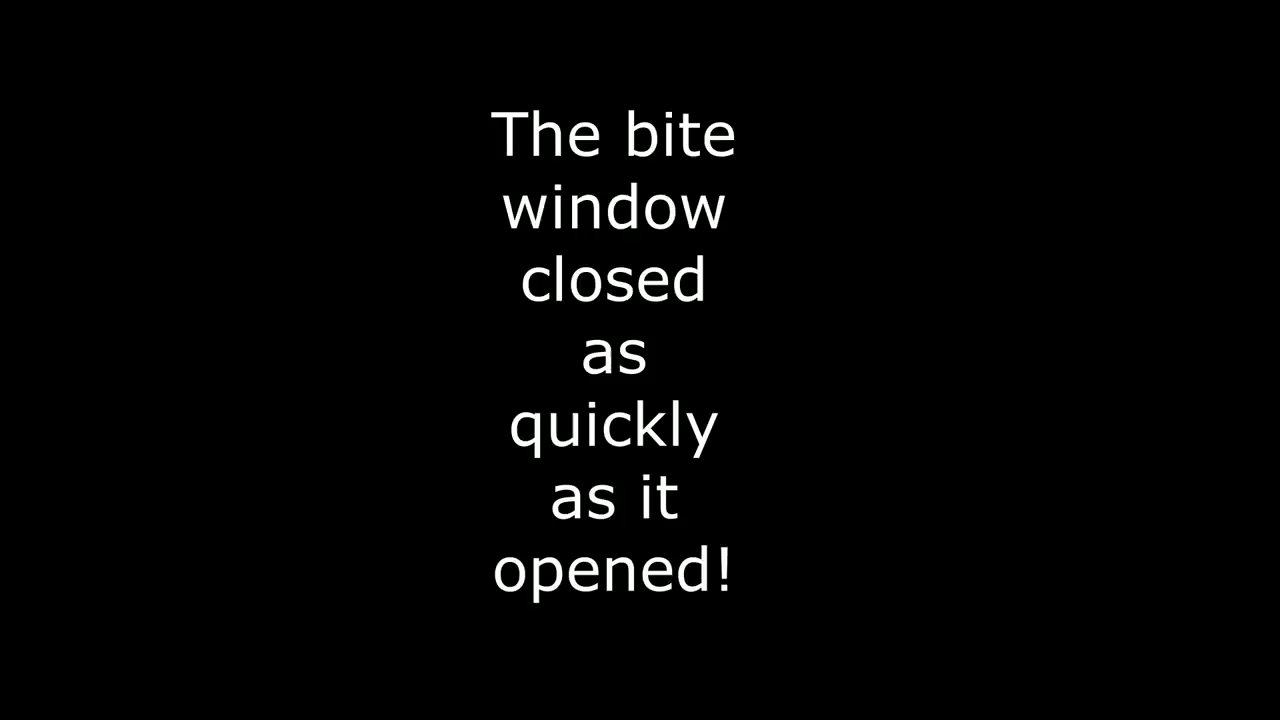 The bite
window
closed
as
quickly
as it
opened!